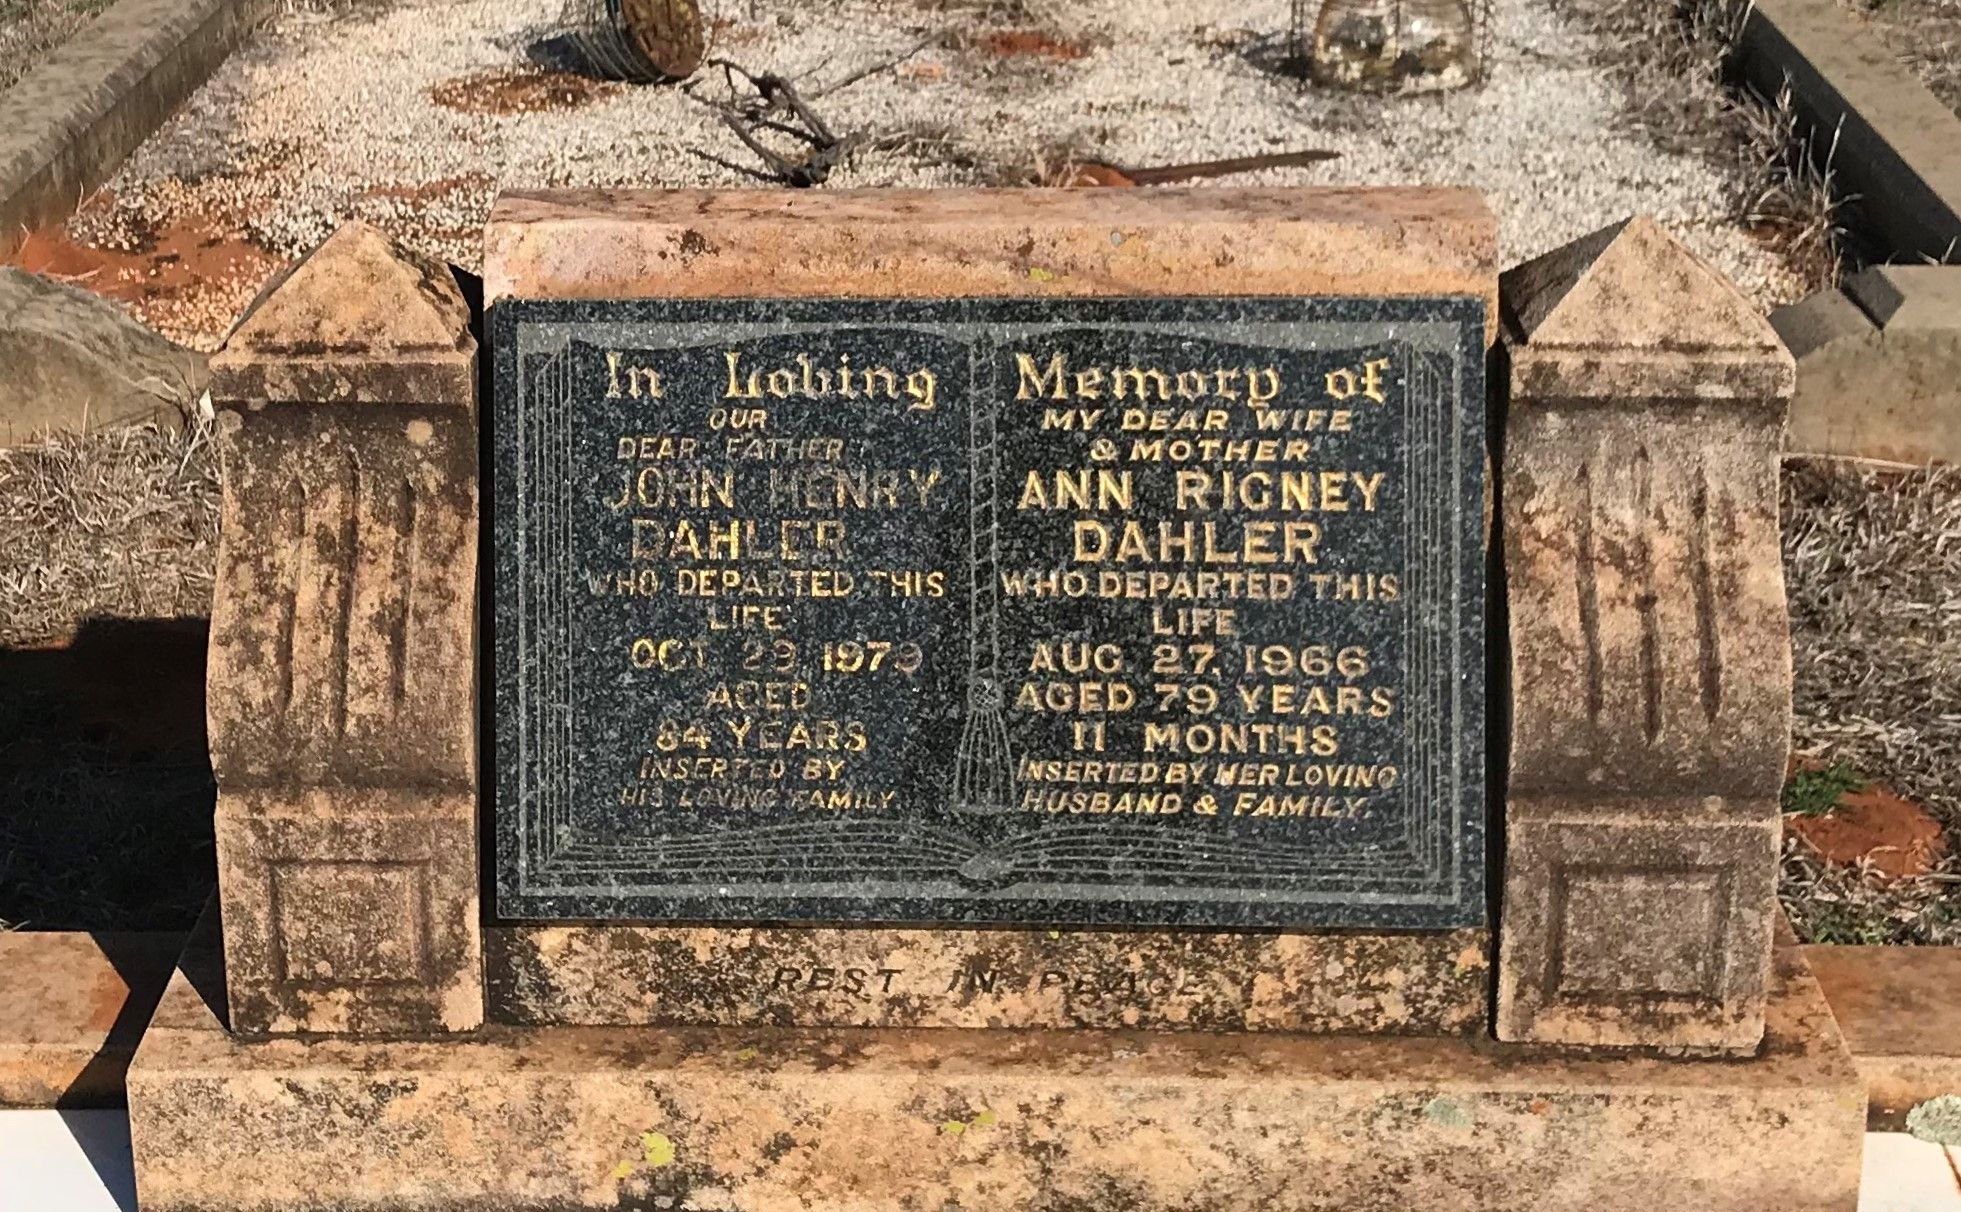 In Loving Memory of
OUR
DEAR FATHER
JOHN HENRY
DAHLER
WHO DEPARTED THIS
LIFE
OCT 29 1979
AGED
84 YEARS
INSERTED BY
HIS LOVING FAMILY.
MY DEAR WIFE
& MOTHER
ANN RIGNEY
DAHLER
WHO DEPARTED THIS
LIFE
AUG. 27, 1966
AGED 79 YEARS
11 MONTHS
INSERTED BY HER LOVING
HUSBAND & FAMILY.
REST IN PEACE